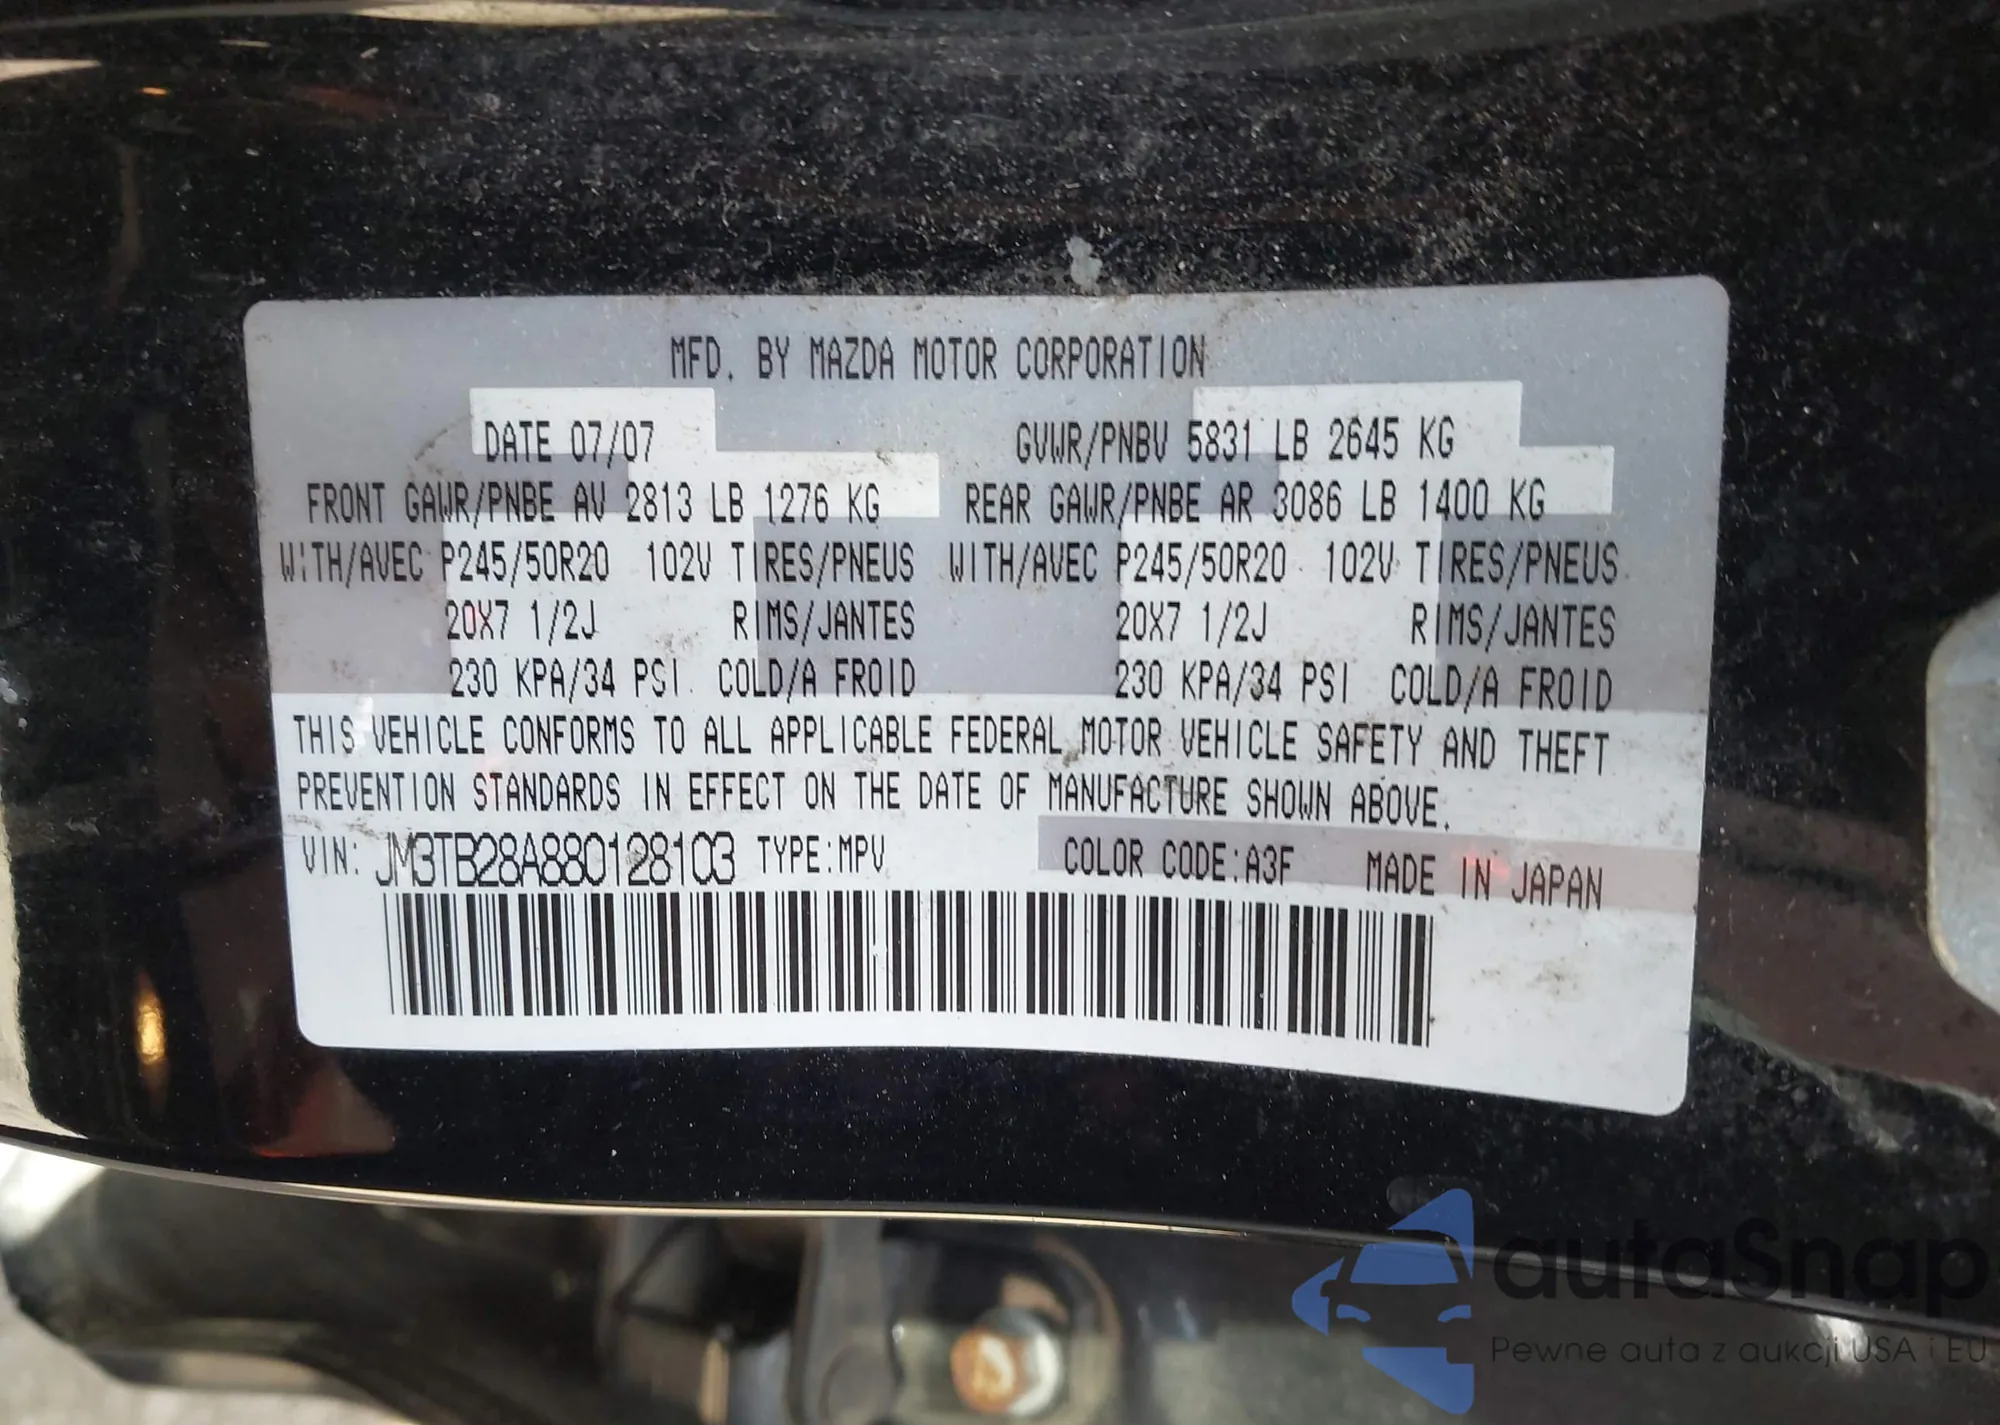 MFD. BY MAZDA MOTOR CORPORATION
DATE 07/07 GVWR/PNBV 5831 LB 2645 KG
FRONT GAWR/PNBE AV 2813 LB 1276 KG REAR GAWR/PNBE AR 3086 LB 1400 KG
WITH/AVEC P245/50R20 102V TIRES/PNEUS WITH/AVEC P245/50R20 102V TIRES/PNEUS
20X7 1/2J RIMS/JANTES 20X7 1/2J RIMS/JANTES
230 KPA/34 PSI COLD/A FROID 230 KPA/34 PSI COLD/A FROID
THIS VEHICLE CONFORMS TO ALL APPLICABLE FEDERAL MOTOR VEHICLE SAFETY AND THEFT
PREVENTION STANDARDS IN EFFECT ON THE DATE OF MANUFACTURE SHOWN ABOVE.
VIN: JM3TB28A880128103 TYPE:MPV COLOR CODE:A3F MADE IN JAPAN
autaSnap
Pewne auta z aukcji USA i EU